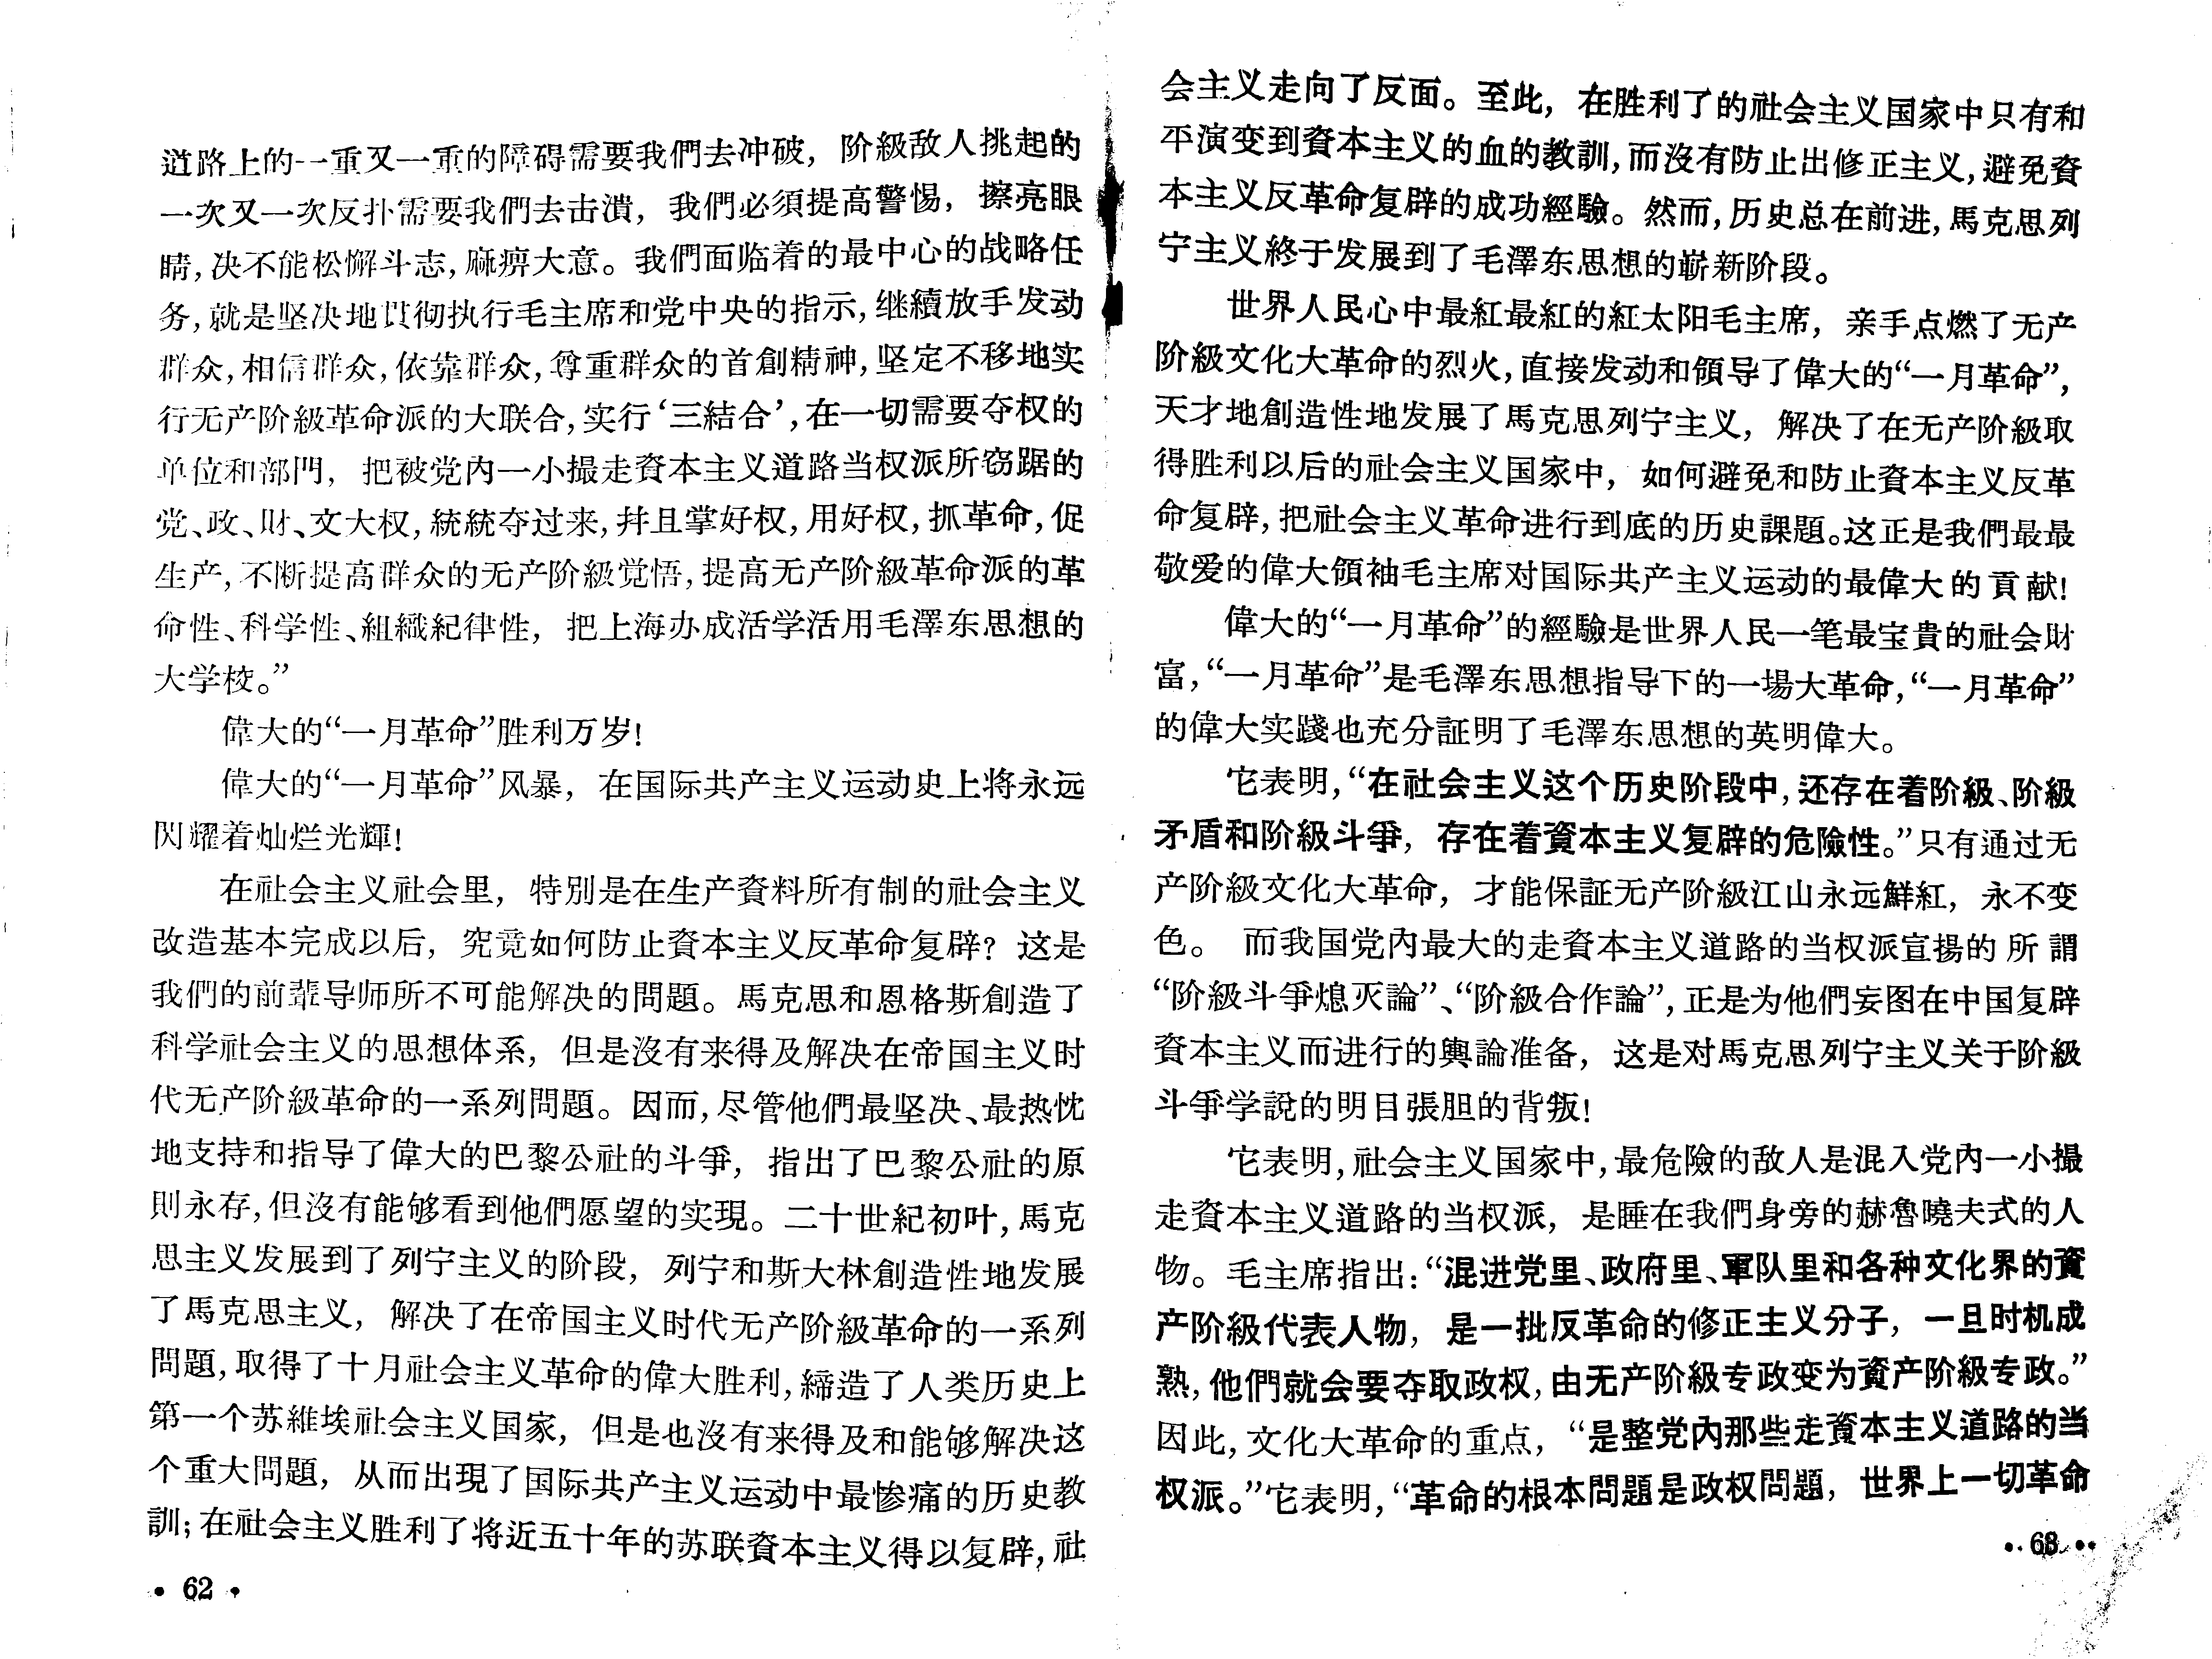 道路上的一重又一重的障碍需要我們去冲破，阶級敌人挑起的
一次又一次反扑需要我們去击潰，我們必須提高警惕，擦亮眼
睛，决不能松懈斗志，麻痹大意。我們面临着的最中心的战略任
务，就是坚决地貫彻执行毛主席和党中央的指示，继續放手发动
群众，相信群众，依靠群众，尊重群众的首創精神，坚定不移地实
行无产阶級革命派的大联合，实行‘三結合’，在一切需要夺权的
单位和部門，把被党内一小撮走資本主义道路当权派所窃踞的
党、政、財、文大权，統統夺过来，幷且掌好权，用好权，抓革命，促
生产，不断提高群众的无产阶級觉悟，提高无产阶級革命派的革
命性、科学性、組織紀律性，把上海办成活学活用毛澤东思想的
大学校。”
偉大的“一月革命”胜利万岁！
偉大的“一月革命”风暴，在国际共产主义运动史上将永远
閃耀着灿烂光輝！
在社会主义社会里，特別是在生产資料所有制的社会主义
改造基本完成以后，究竟如何防止資本主义反革命复辟？这是
我們的前輩导师所不可能解决的問題。馬克思和恩格斯創造了
科学社会主义的思想体系，但是沒有来得及解决在帝国主义时
代无产阶級革命的一系列問題。因而，尽管他們最坚决、最热忱
地支持和指导了偉大的巴黎公社的斗爭，指出了巴黎公社的原
則永存，但沒有能够看到他們愿望的实現。二十世紀初叶，馬克
思主义发展到了列宁主义的阶段，列宁和斯大林創造性地发展
了馬克思主义，解决了在帝国主义时代无产阶級革命的一系列
問題，取得了十月社会主义革命的偉大胜利，締造了人类历史上
第一个苏維埃社会主义国家，但是也沒有来得及和能够解决这
个重大問題，从而出現了国际共产主义运动中最惨痛的历史教
訓；在社会主义胜利了将近五十年的苏联資本主义得以复辟，社
• 62 •
会主义走向了反面。至此，在胜利了的社会主义国家中只有和
平演变到資本主义的血的教訓，而沒有防止出修正主义，避免資
本主义反革命复辟的成功經驗。然而，历史总在前进，馬克思列
宁主义終于发展到了毛澤东思想的嶄新阶段。
世界人民心中最紅最紅的紅太阳毛主席，亲手点燃了无产
阶級文化大革命的烈火，直接发动和領导了偉大的“一月革命”，
天才地創造性地发展了馬克思列宁主义，解决了在无产阶級取
得胜利以后的社会主义国家中，如何避免和防止資本主义反革
命复辟，把社会主义革命进行到底的历史課題。这正是我們最最
敬爱的偉大領袖毛主席对国际共产主义运动的最偉大的貢献！
偉大的“一月革命”的經驗是世界人民一笔最宝貴的社会財
富，“一月革命”是毛澤东思想指导下的一場大革命，“一月革命”
的偉大实踐也充分証明了毛澤东思想的英明偉大。
它表明，“在社会主义这个历史阶段中，还存在着阶級、阶級
矛盾和阶級斗爭，存在着資本主义复辟的危險性。”只有通过无
产阶級文化大革命，才能保証无产阶級江山永远鮮紅，永不变
色。而我国党内最大的走資本主义道路的当权派宣揚的所謂
“阶級斗爭熄灭論”、“阶級合作論”，正是为他們妄图在中国复辟
資本主义而进行的輿論准备，这是对馬克思列宁主义关于阶級
斗爭学說的明目張胆的背叛！
它表明，社会主义国家中，最危險的敌人是混入党内一小撮
走資本主义道路的当权派，是睡在我們身旁的赫魯曉夫式的人
物。毛主席指出：“混进党里、政府里、軍队里和各种文化界的資
产阶級代表人物，是一批反革命的修正主义分子，一旦时机成
熟，他們就会要夺取政权，由无产阶級专政变为資产阶級专政。”
因此，文化大革命的重点，“是整党内那些走資本主义道路的当
权派。”它表明，“革命的根本問題是政权問題，世界上一切革命
• 63 •